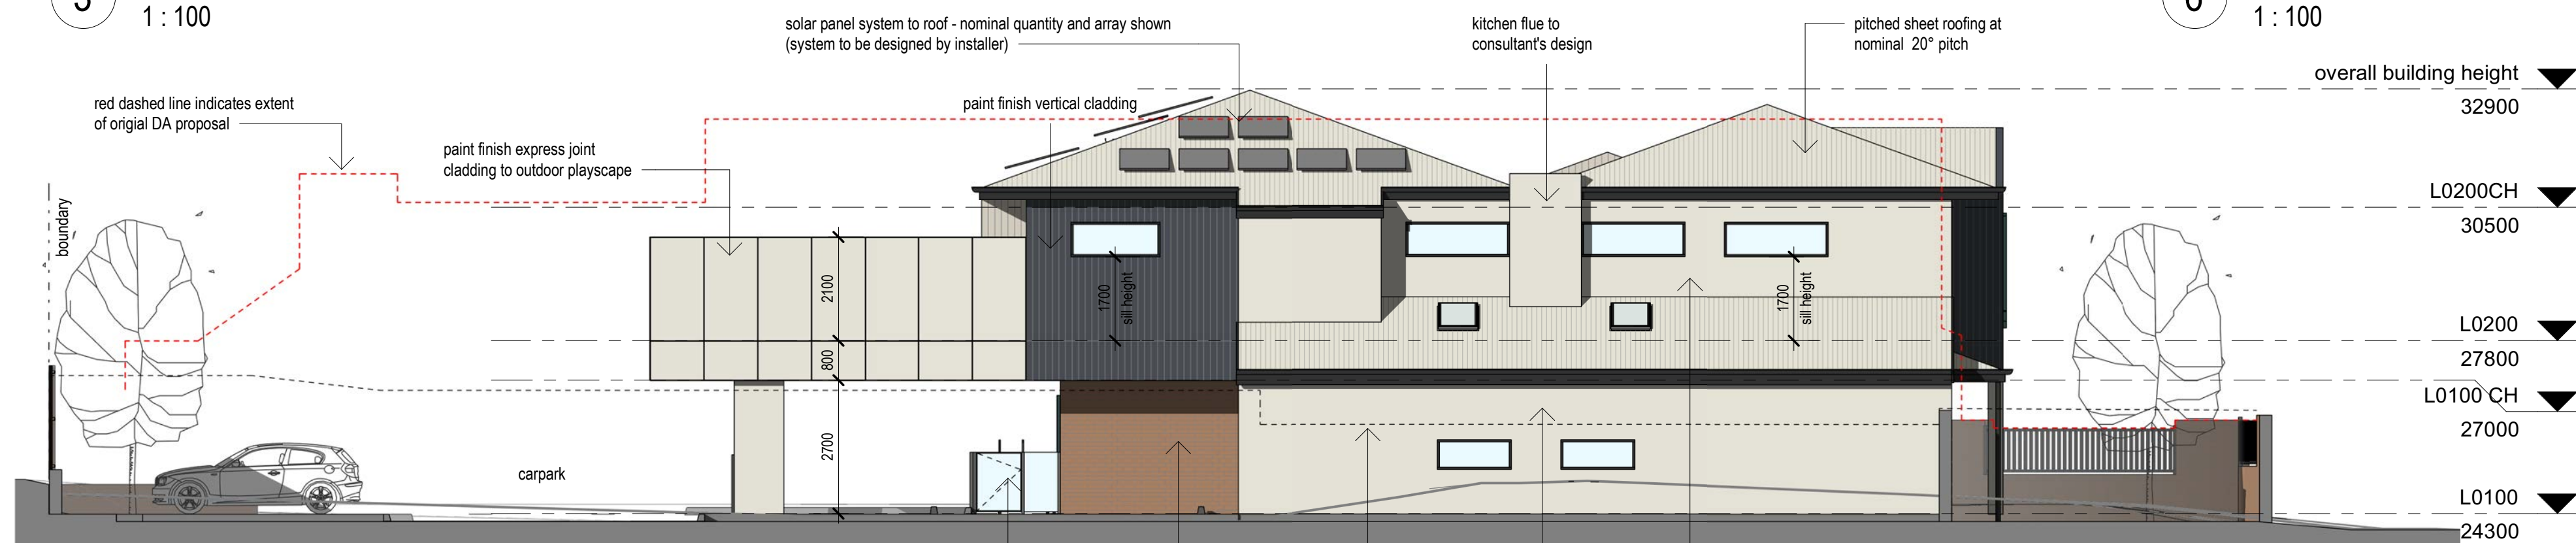 1 : 100
1 : 100
solar panel system to roof - nominal quantity and array shown
(system to be designed by installer)
kitchen flue to
consultant's design
pitched sheet roofing at
nominal 20° pitch
overall building height
32900
red dashed line indicates extent
of origial DA proposal
paint finish vertical cladding
paint finish express joint
cladding to outdoor playscape
boundary
L0200CH
30500
2100
1700
sill height
1700
sill height
L0200
27800
800
L0100 CH
27000
2700
carpark
L0100
24300